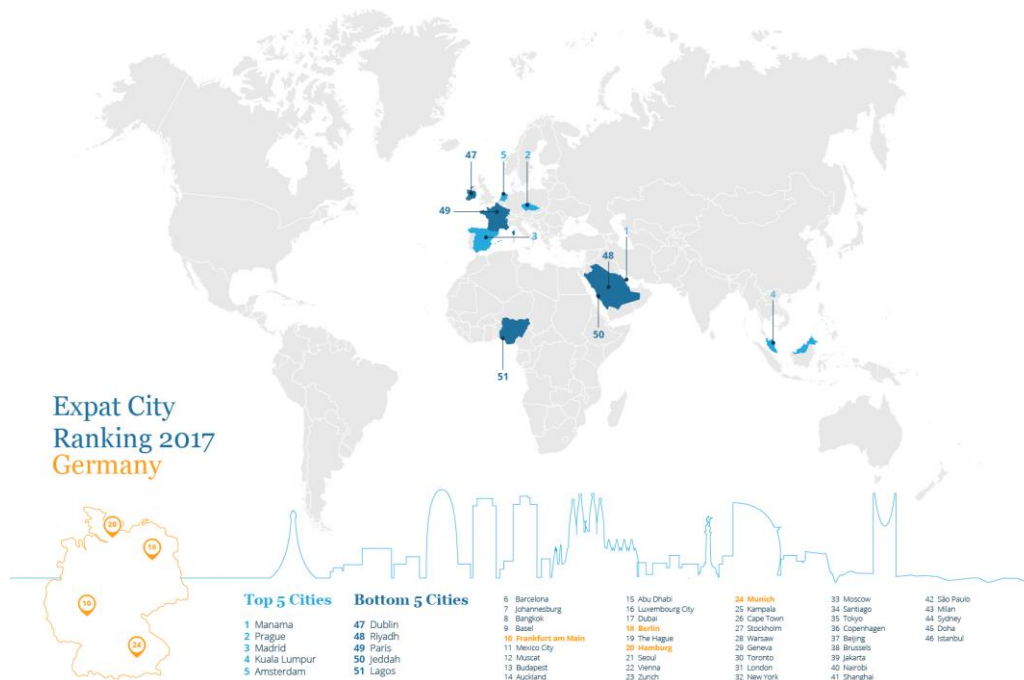 47
5
2
49
3
1
48
4
50
51
Expat City
Ranking 2017
Germany
20
18
10
24
Top 5 Cities
1 Manama
2 Prague
3 Madrid
4 Kuala Lumpur
5 Amsterdam
Bottom 5 Cities
47 Dublin
48 Riyadh
49 Paris
50 Jeddah
51 Lagos
6 Barcelona
7 Johannesburg
8 Bangkok
9 Basel
10 Frankfurt am Main
11 Mexico City
12 Muscat
13 Budapest
14 Auckland
15 Abu Dhabi
16 Luxembourg City
17 Dubai
18 Berlin
19 The Hague
20 Hamburg
21 Seoul
22 Vienna
23 Zurich
24 Munich
25 Kampala
26 Cape Town
27 Stockholm
28 Warsaw
29 Geneva
30 Toronto
31 London
32 New York
33 Moscow
34 Santiago
35 Tokyo
36 Copenhagen
37 Beijing
38 Brussels
39 Jakarta
40 Nairobi
41 Shanghai
42 São Paulo
43 Milan
44 Sydney
45 Doha
46 Istanbul